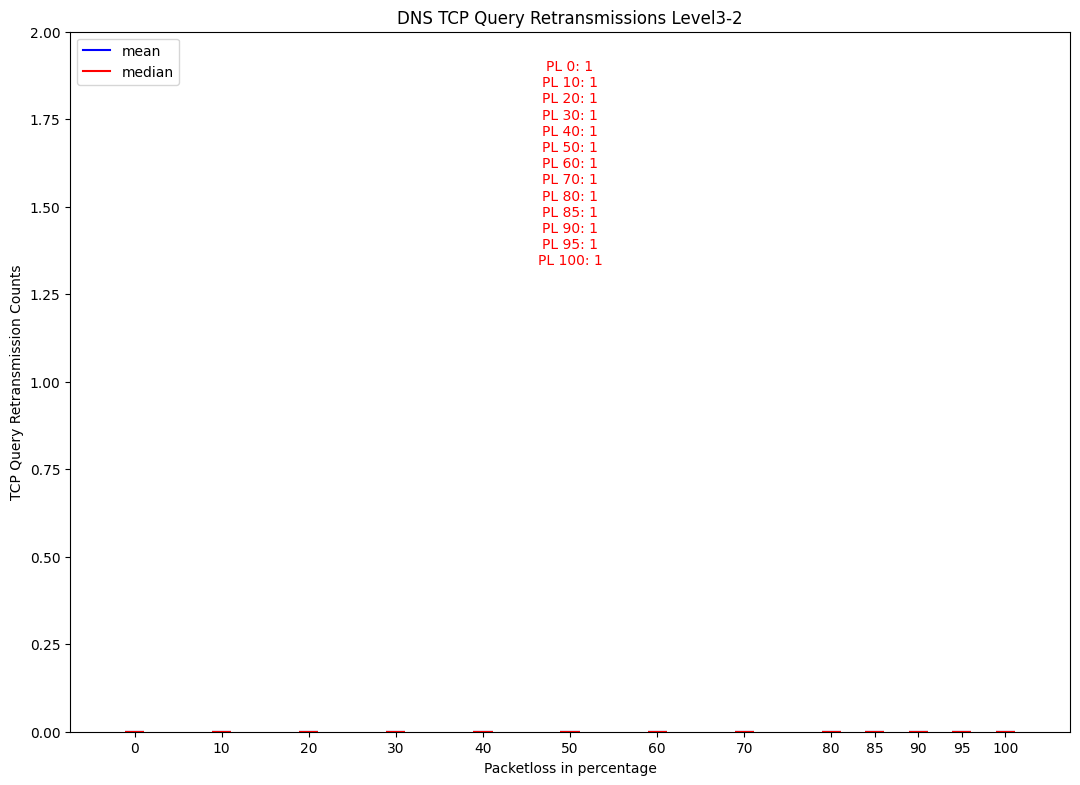 DNS TCP Query Retransmissions Level3-2
mean
median
PL 0: 1
PL 10: 1
PL 20: 1
PL 30: 1
PL 40: 1
PL 50: 1
PL 60: 1
PL 70: 1
PL 80: 1
PL 85: 1
PL 90: 1
PL 95: 1
PL 100: 1
TCP Query Retransmission Counts
2.00
1.75
1.50
1.25
1.00
0.75
0.50
0.25
0.00
0 10 20 30 40 50 60 70 80 85 90 95 100
Packetloss in percentage